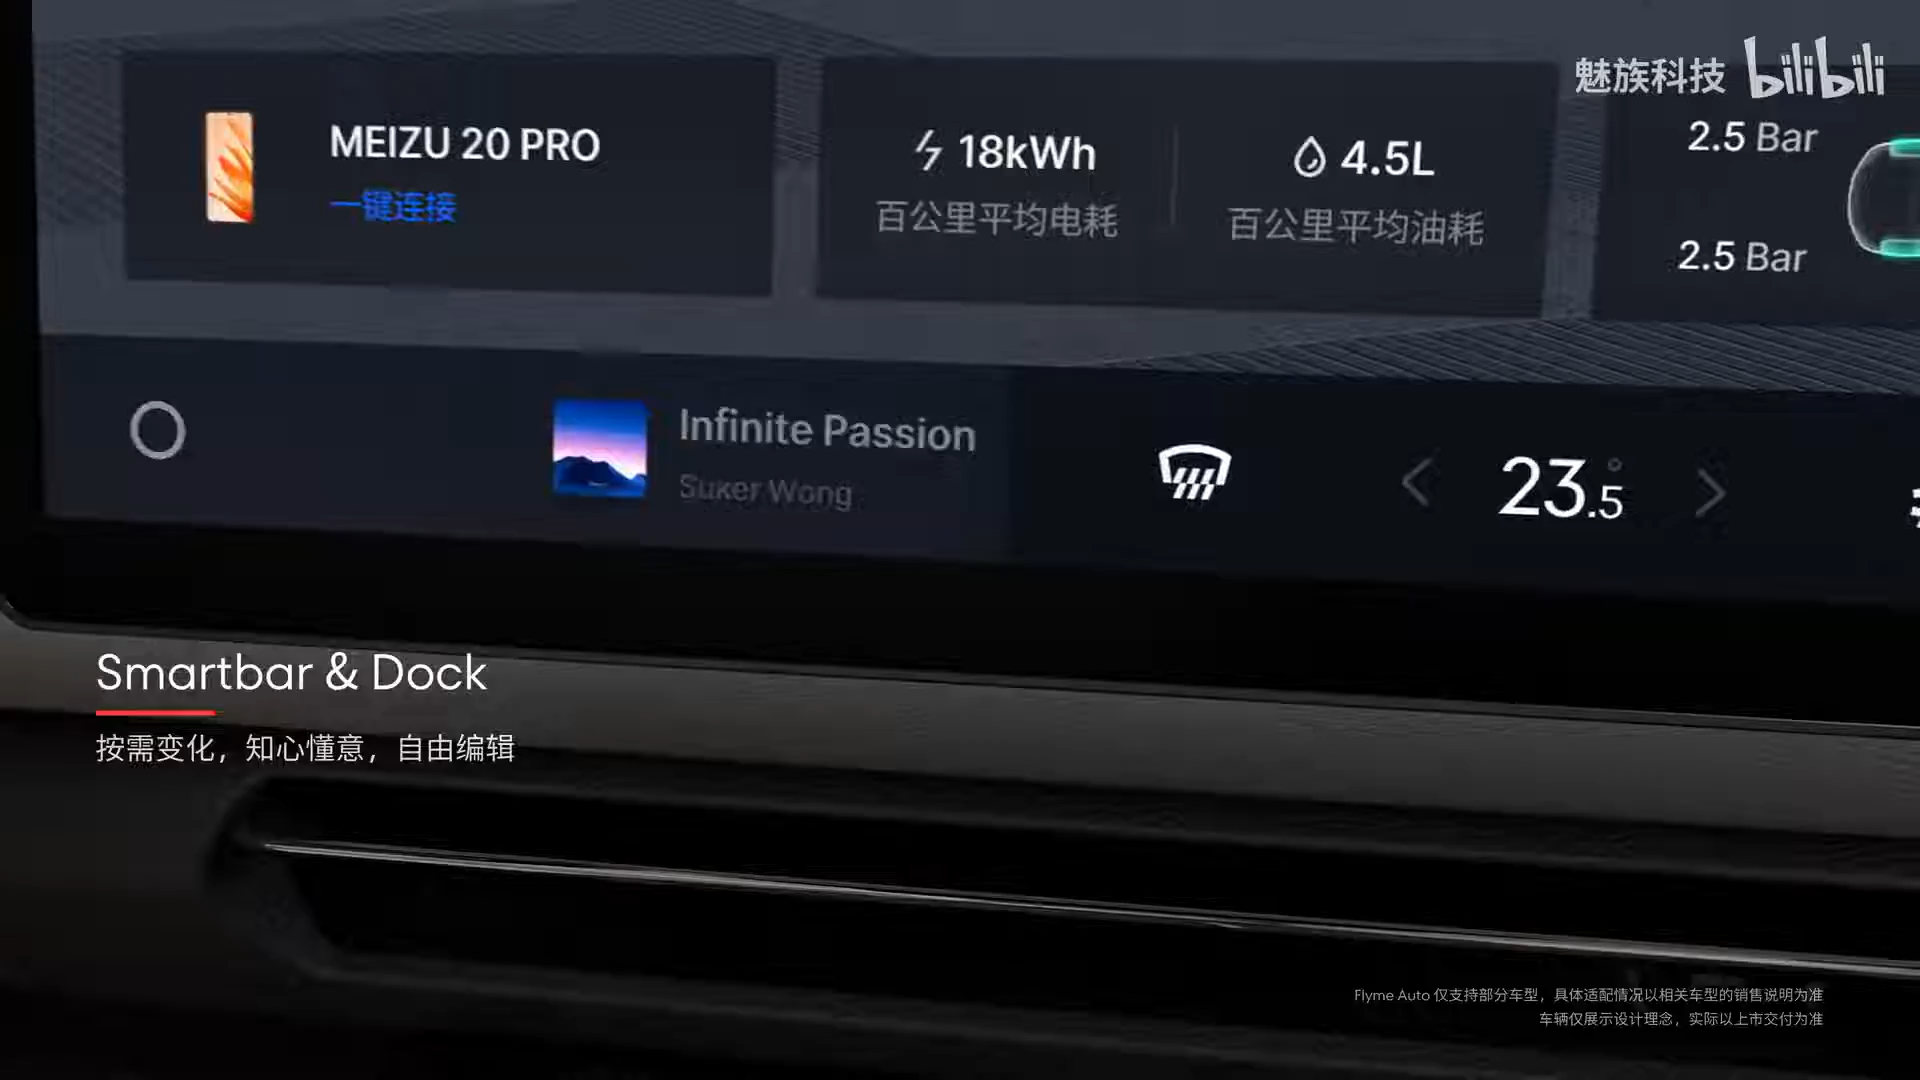 魅族科技 bilibili
MEIZU 20 PRO
一键连接
18kWh
百公里平均电耗
4.5L
百公里平均油耗
2.5 Bar
2.5 Bar
Infinite Passion
Suker Wong
23.5°
Smartbar & Dock
按需变化，知心懂意，自由编辑
Flyme Auto 仅支持部分车型，具体适配情况以相关车型的销售说明为准
车辆仅展示设计理念，实际以上市交付为准